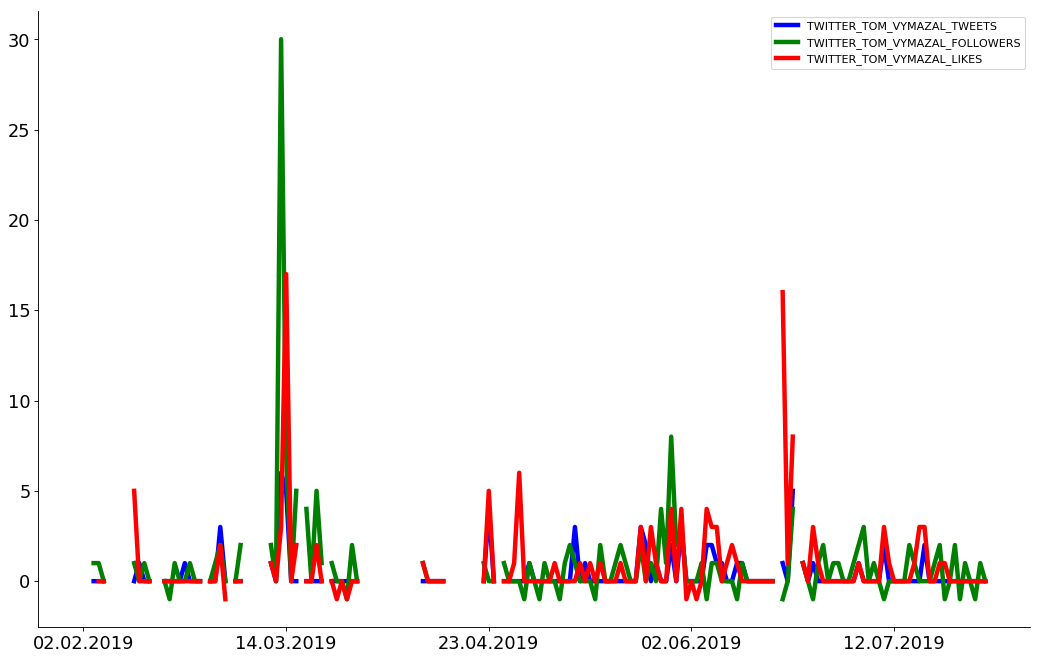 TWITTER_TOM_VYMAZAL_TWEETS
TWITTER_TOM_VYMAZAL_FOLLOWERS
TWITTER_TOM_VYMAZAL_LIKES
30
25
20
15
10
5
0
02.02.2019 14.03.2019 23.04.2019 02.06.2019 12.07.2019